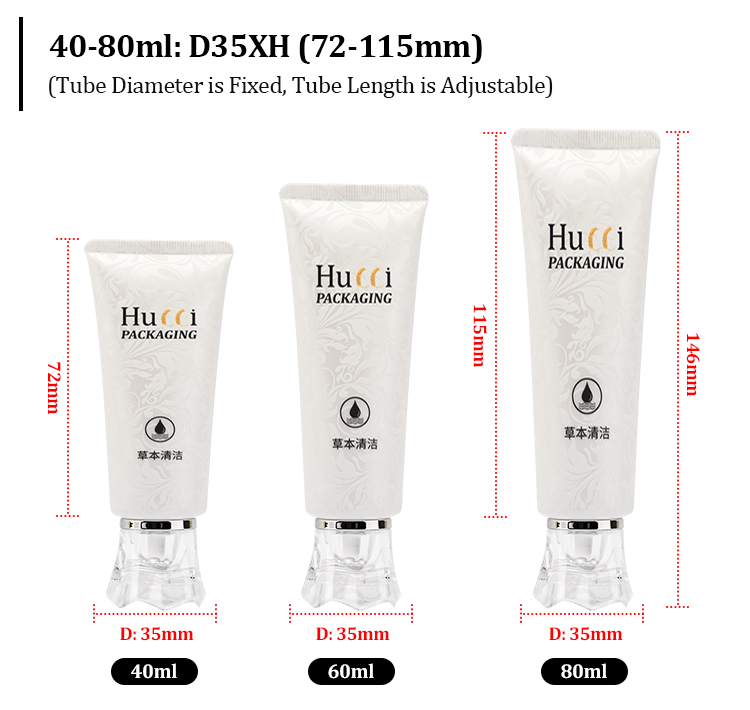 40-80ml: D35XH (72-115mm)
(Tube Diameter is Fixed, Tube Length is Adjustable)
Hucci
PACKAGING
草本清洁
72mm
Hucci
PACKAGING
草本清洁
Hucci
PACKAGING
草本清洁
115mm
146mm
D: 35mm
D: 35mm
D: 35mm
40ml
60ml
80ml